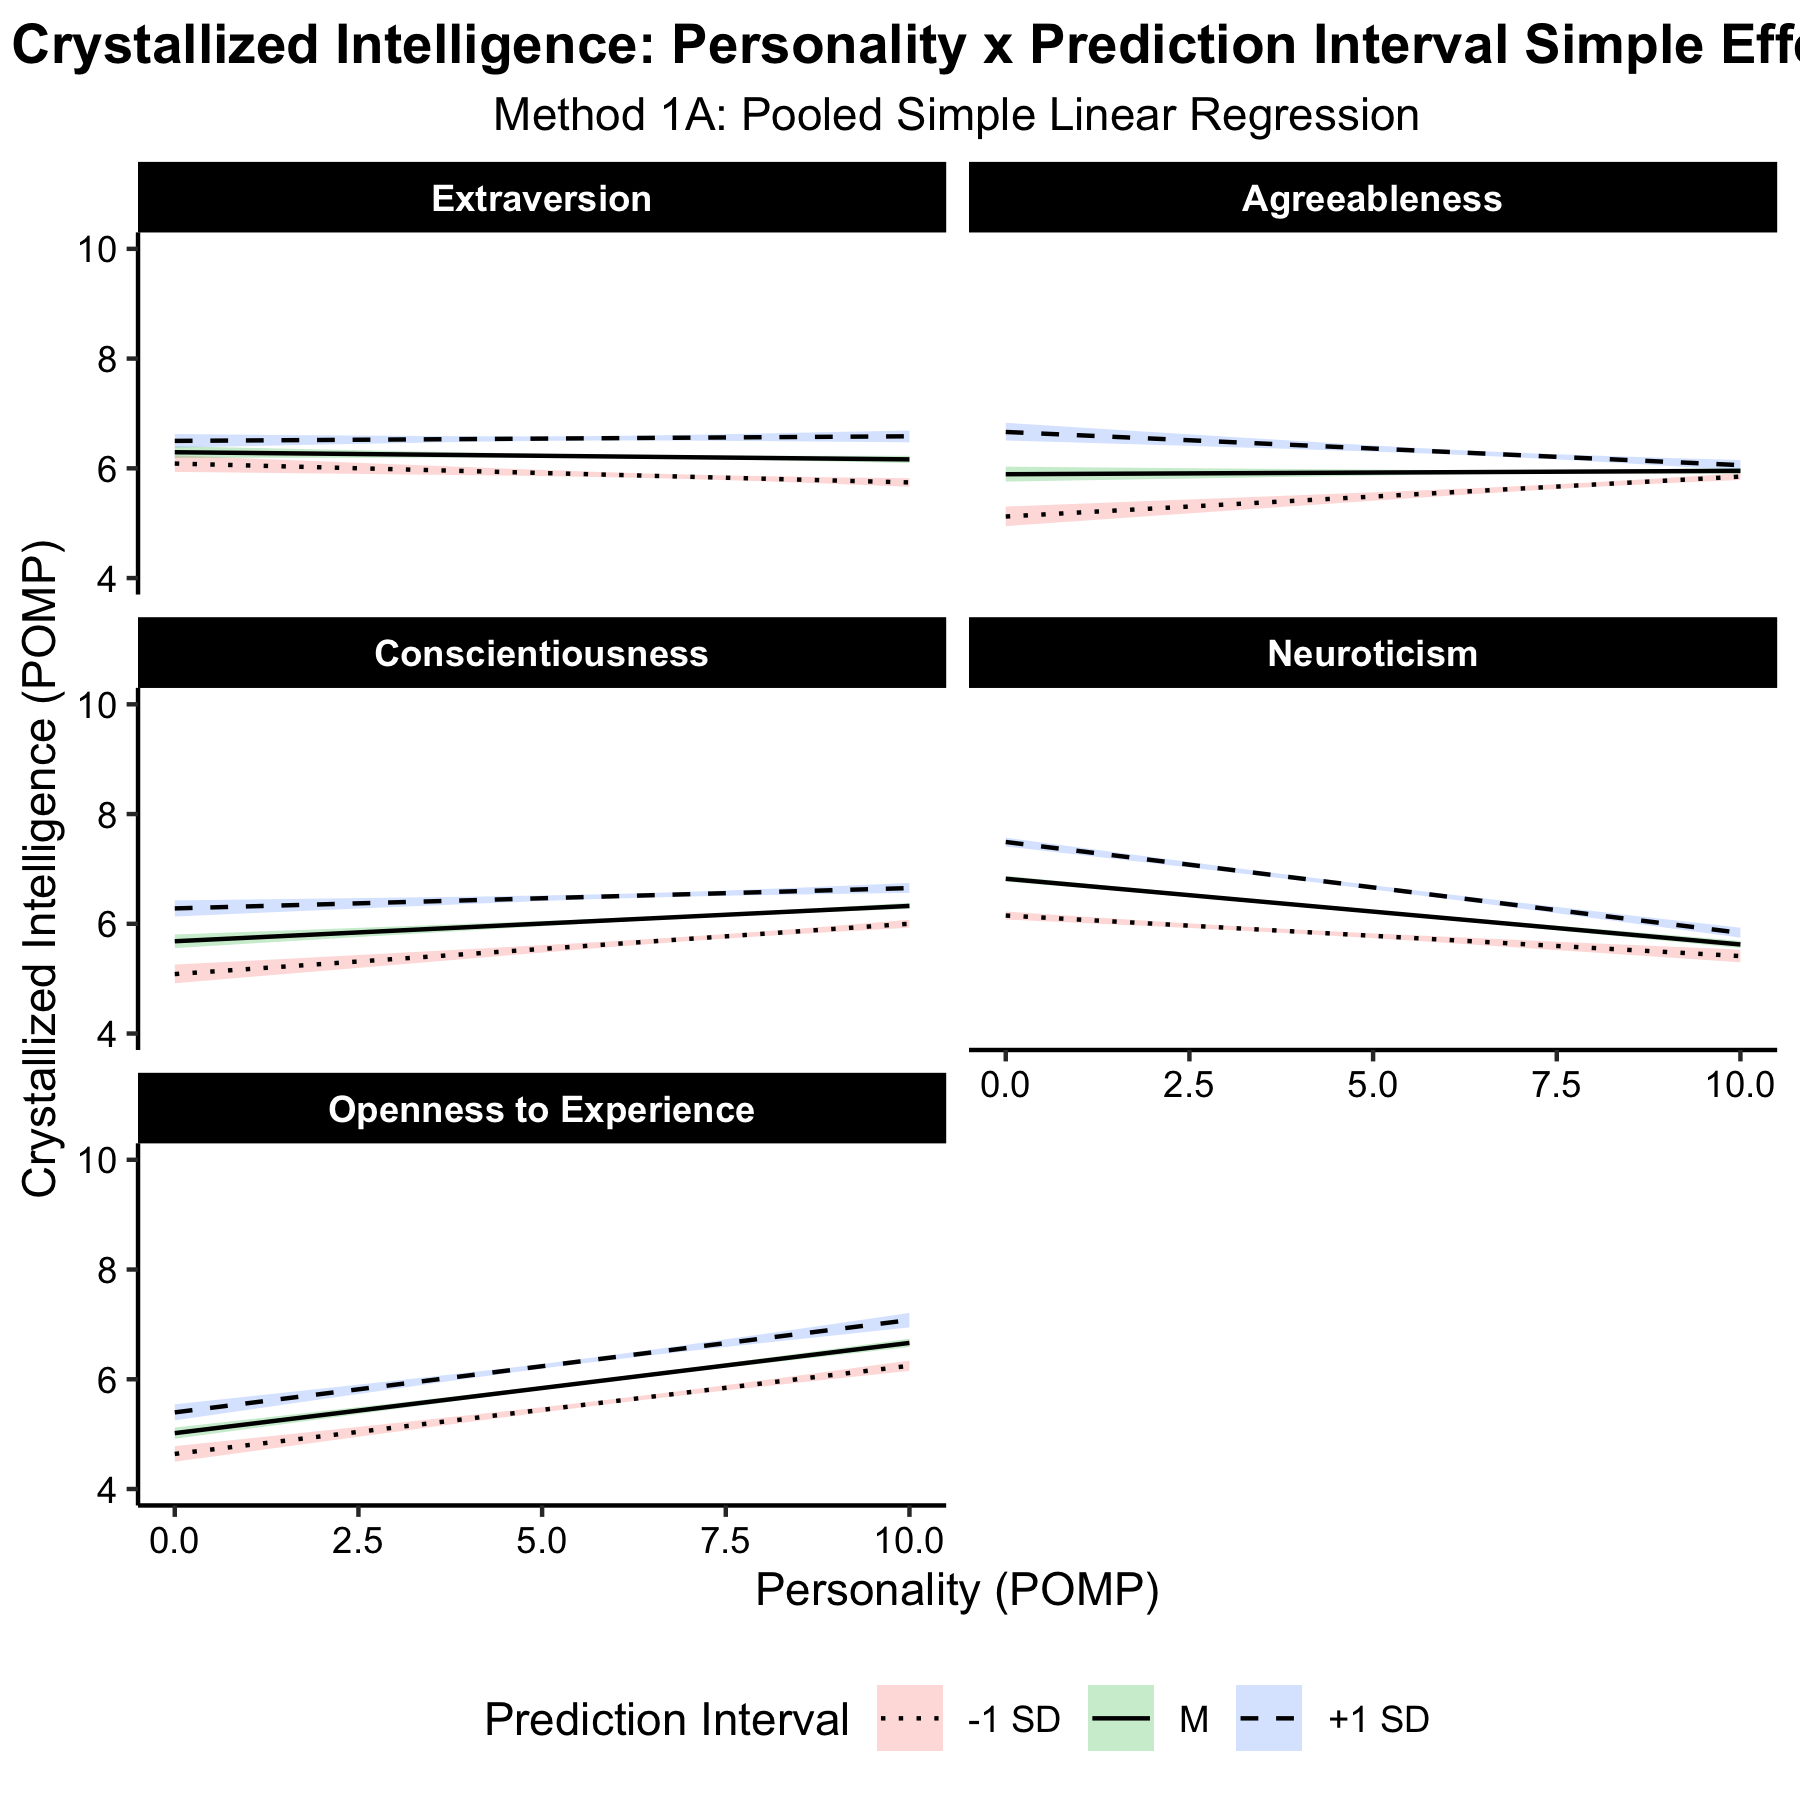 Crystallized Intelligence: Personality x Prediction Interval Simple
Method 1A: Pooled Simple Linear Regression
Extraversion
Agreeableness
10
8
6
4
Conscientiousness
Neuroticism
10
8
6
4
0.0 2.5 5.0 7.5 10.0
Openness to Experience
10
8
6
4
0.0 2.5 5.0 7.5 10.0
Crystallized Intelligence (POMP)
Personality (POMP)
Prediction Interval -1 SD M +1 SD